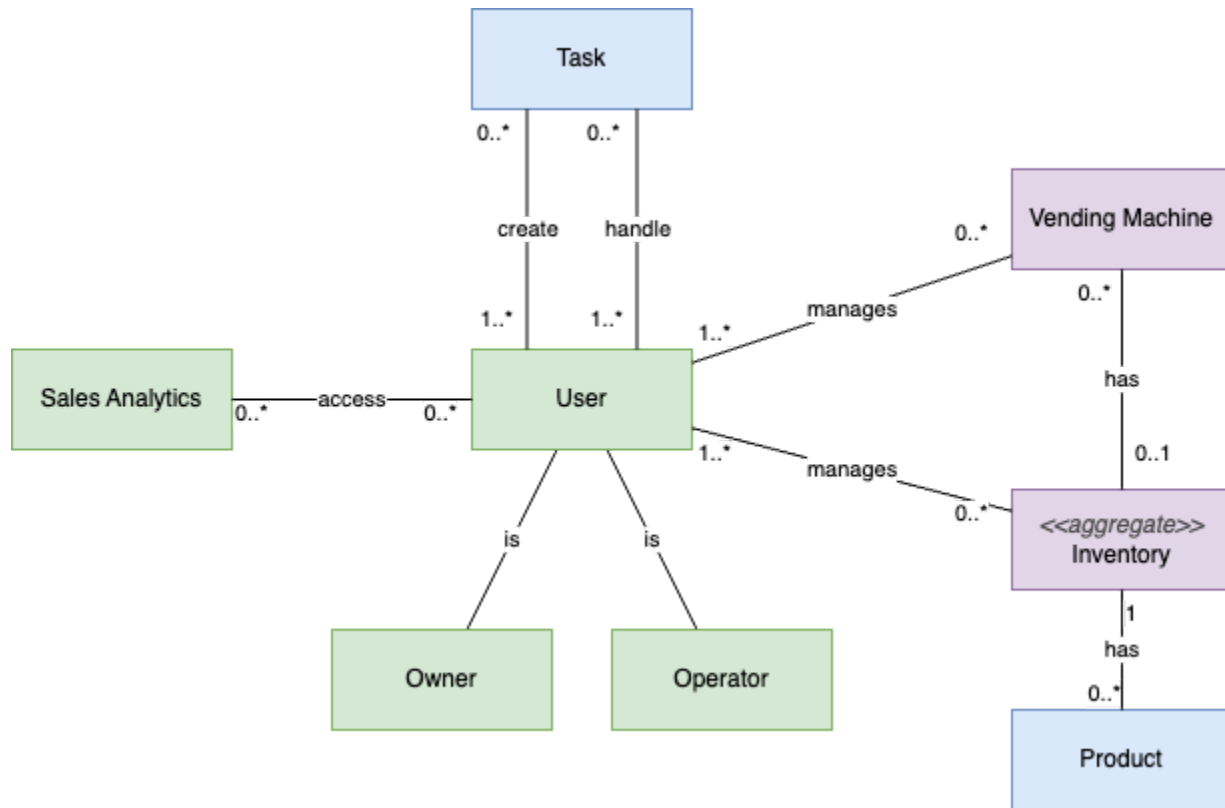 Task
0..*
0..*
create
handle
1..*
1..*
Vending Machine
0..*
0..*
manages
1..*
has
0..1
Sales Analytics
0..*
access
0..*
User
1..*
manages
0..*
<<aggregate>>
Inventory
1
has
0..*
is
is
Owner
Operator
Product